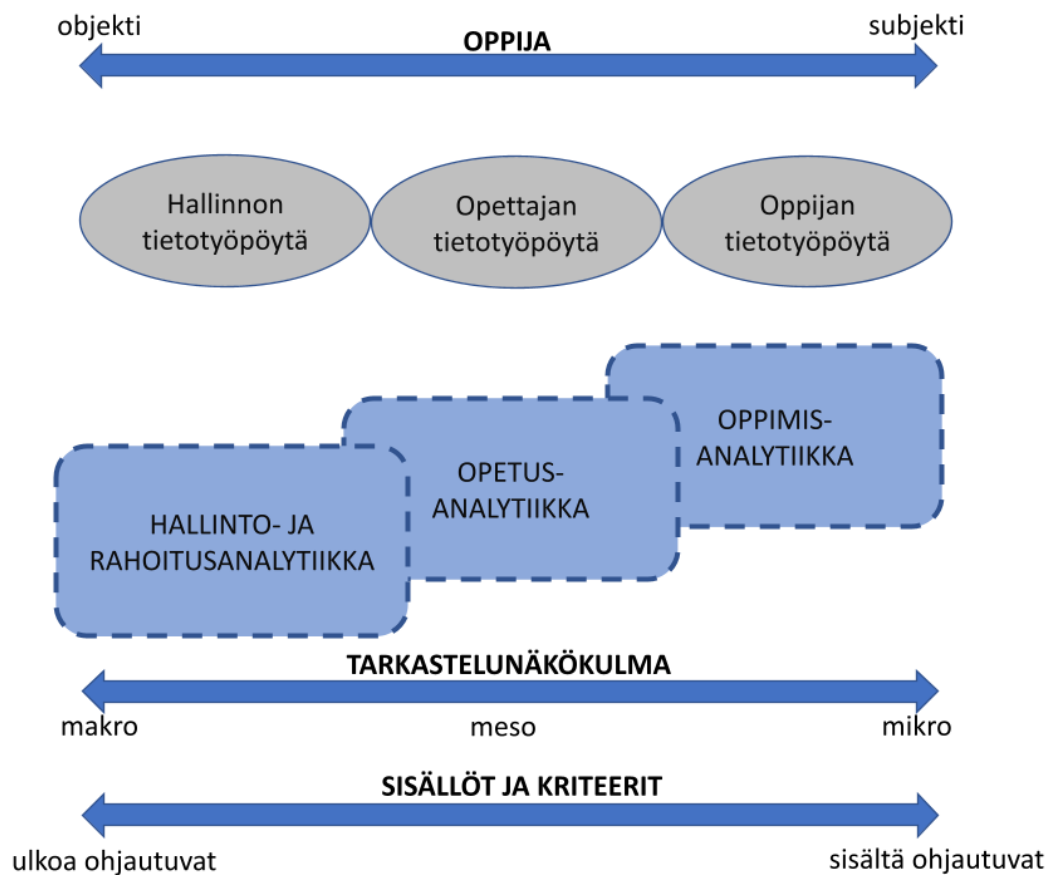 objekti
subjekti
OPPIJA
Hallinnon
tietotyöpöytä
Opettajan
tietotyöpöytä
Oppijan
tietotyöpöytä
OPPIMIS-
ANALYTIIKKA
OPETUS-
ANALYTIIKKA
HALLINTO- JA
RAHOITUSANALYTIIKKA
TARKASTELUNÄKÖKULMA
makro
meso
mikro
SISÄLLÖT JA KRITEERIT
ulkoa ohjautuvat
sisältä ohjautuvat